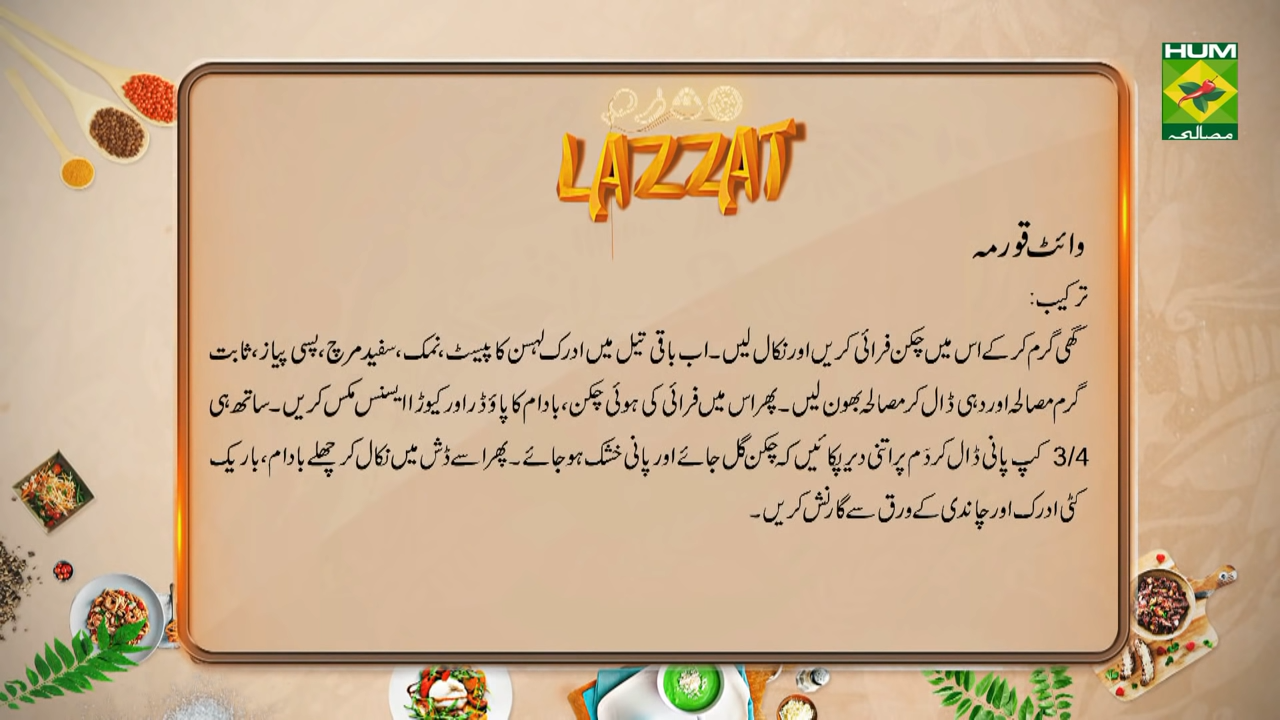 HUM
مصالحہ
LAZZAT
وائٹ قورمہ
ترکیب:
گھی گرم کر کے اس میں چکن فرائی کریں اور نکال لیں۔ اب باقی تیل میں ادرک لہسن کا پیسٹ، نمک، سفید مرچ، پسی پیاز، ثابت
گرم مصالحہ اور دہی ڈال کر مصالحہ بھون لیں۔ پھر اس میں فرائی کی ہوئی چکن، بادام کا پاؤڈر اور کیوڑا ایسنس مکس کریں۔ ساتھ ہی
3/4 کپ پانی ڈال کر دَم پر اتنی دیر پکائیں کہ چکن گل جائے اور پانی خشک ہو جائے۔ پھر اسے ڈش میں نکال کر چھلے بادام، باریک
کٹی ادرک اور چاندی کے ورق سے گارنش کریں۔